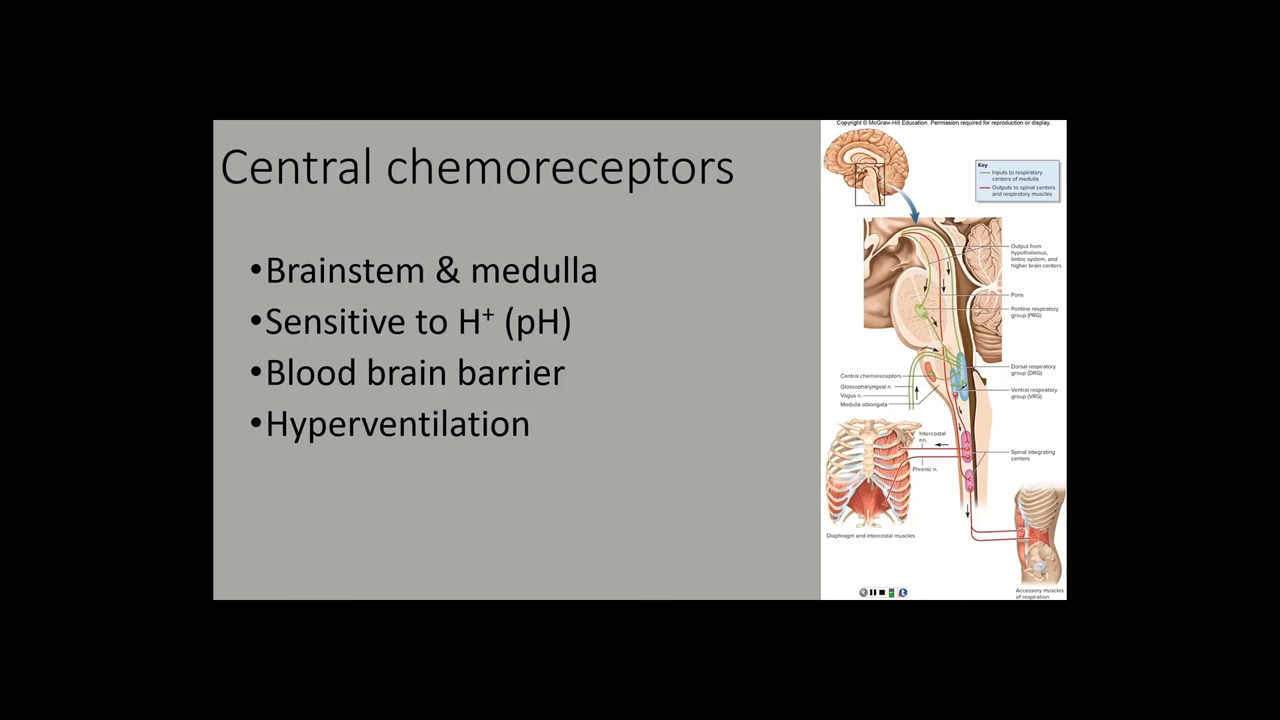 Copyright © McGraw-Hill Education. Permission required for reproduction or display.
Central chemoreceptors
•Brainstem & medulla
•Sensitive to H⁺ (pH)
•Blood brain barrier
•Hyperventilation
Key
Inputs to respiratory
centers of medulla
Outputs to spinal centers
and respiratory muscles
Output from
hypothalamus,
limbic system, and
higher brain centers
Pons
Pontine respiratory
group (PRG)
Dorsal respiratory
group (DRG)
Central chemoreceptors
Glossopharyngeal n.
Vagus n.
Medulla oblongata
Ventral respiratory
group (VRG)
Intercostal
nn.
Spinal integrating
centers
Phrenic n.
Diaphragm and intercostal muscles
Accessory muscles
of respiration